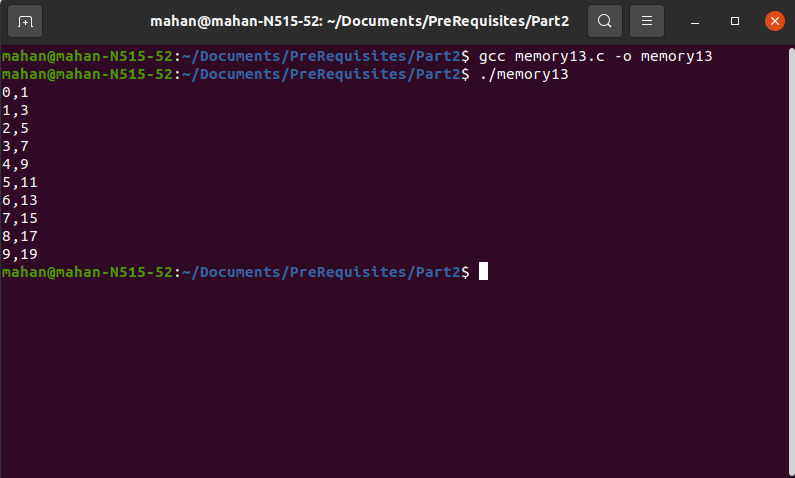 mahan@mahan-N515-52: ~/Documents/PreRequisites/Part2
mahan@mahan-N515-52:~/Documents/PreRequisites/Part2$ gcc memory13.c -o memory13
mahan@mahan-N515-52:~/Documents/PreRequisites/Part2$ ./memory13
0,1
1,3
2,5
3,7
4,9
5,11
6,13
7,15
8,17
9,19
mahan@mahan-N515-52:~/Documents/PreRequisites/Part2$